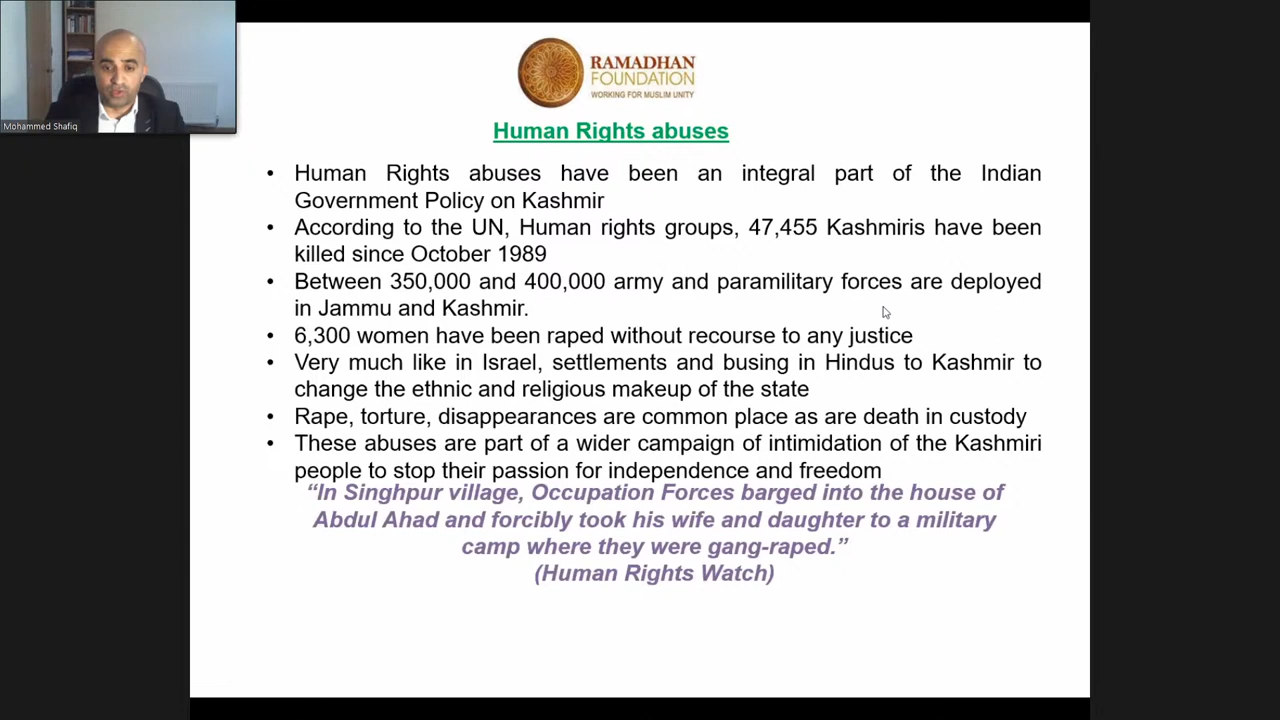 Mohammed Shafiq
RAMADHAN
FOUNDATION
WORKING FOR MUSLIM UNITY
Human Rights abuses
• Human Rights abuses have been an integral part of the Indian
Government Policy on Kashmir
• According to the UN, Human rights groups, 47,455 Kashmiris have been
killed since October 1989
• Between 350,000 and 400,000 army and paramilitary forces are deployed
in Jammu and Kashmir.
• 6,300 women have been raped without recourse to any justice
• Very much like in Israel, settlements and busing in Hindus to Kashmir to
change the ethnic and religious makeup of the state
• Rape, torture, disappearances are common place as are death in custody
• These abuses are part of a wider campaign of intimidation of the Kashmiri
people to stop their passion for independence and freedom
“In Singhpur village, Occupation Forces barged into the house of
Abdul Ahad and forcibly took his wife and daughter to a military
camp where they were gang-raped.”
(Human Rights Watch)